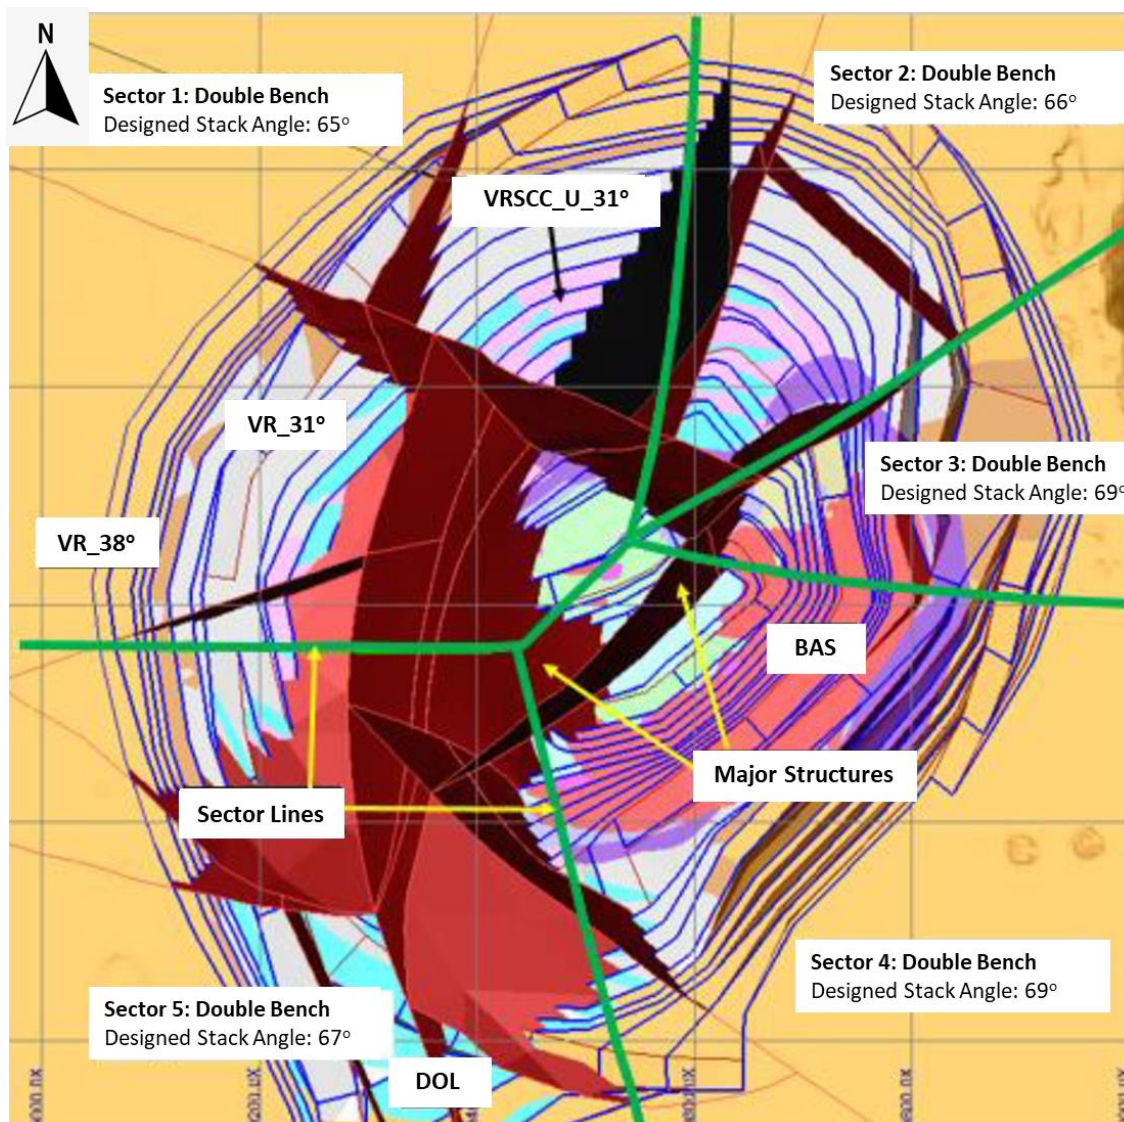 N
Sector 1: Double Bench
Designed Stack Angle: 65°
Sector 2: Double Bench
Designed Stack Angle: 66°
VRSCC_U_31°
VR_31°
Sector 3: Double Bench
Designed Stack Angle: 69°
VR_38°
BAS
Major Structures
Sector Lines
Sector 4: Double Bench
Designed Stack Angle: 69°
Sector 5: Double Bench
Designed Stack Angle: 67°
DOL